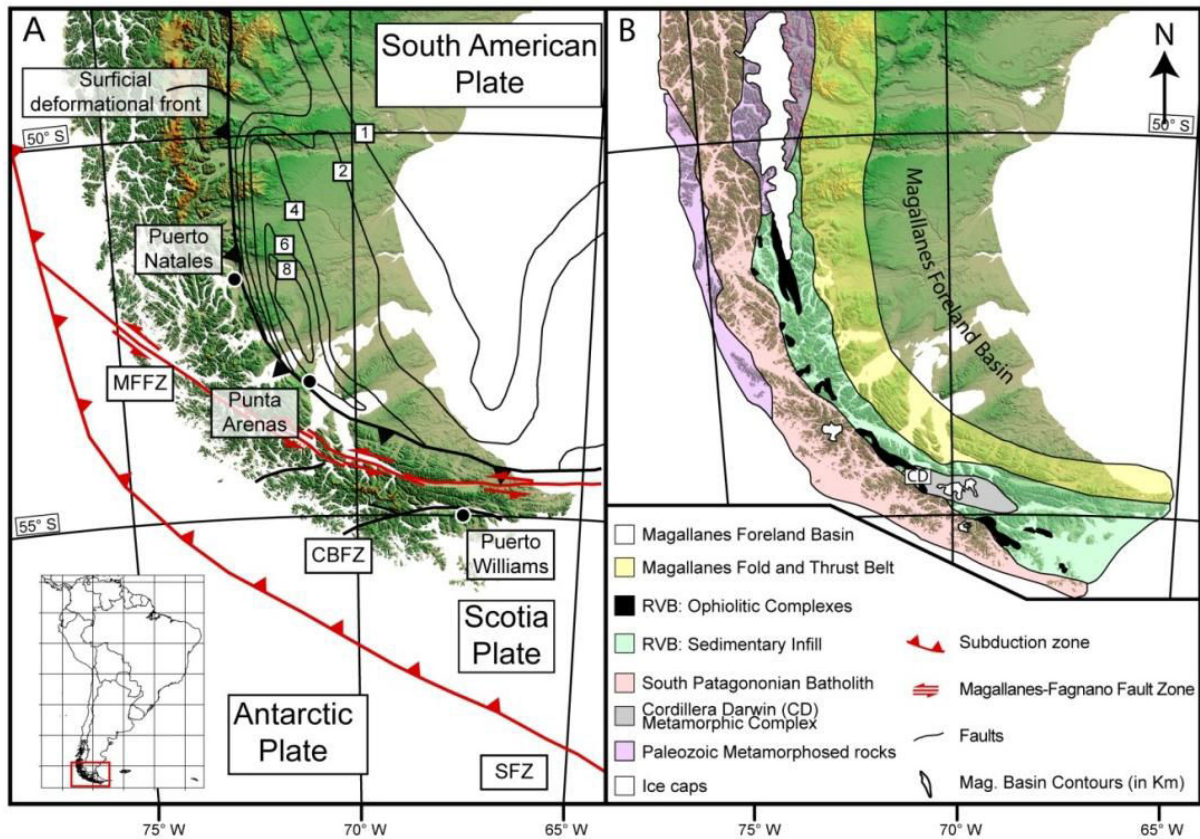 A
South American
Plate
Surficial
deformational front
50° S
1
2
4
6
8
Puerto
Natales
MFFZ
Punta
Arenas
55° S
CBFZ
Puerto
Williams
Scotia
Plate
Antarctic
Plate
SFZ
75° W
70° W
65° W
B
N
50° S
Magallanes Foreland Basin
CD
Magallanes Foreland Basin
Magallanes Fold and Thrust Belt
RVB: Ophiolitic Complexes
RVB: Sedimentary Infill
South Patagononian Batholith
Cordillera Darwin (CD)
Metamorphic Complex
Paleozoic Metamorphosed rocks
Ice caps
Subduction zone
Magallanes-Fagnano Fault Zone
Faults
Mag. Basin Contours (in Km)
75° W
70° W
65° W